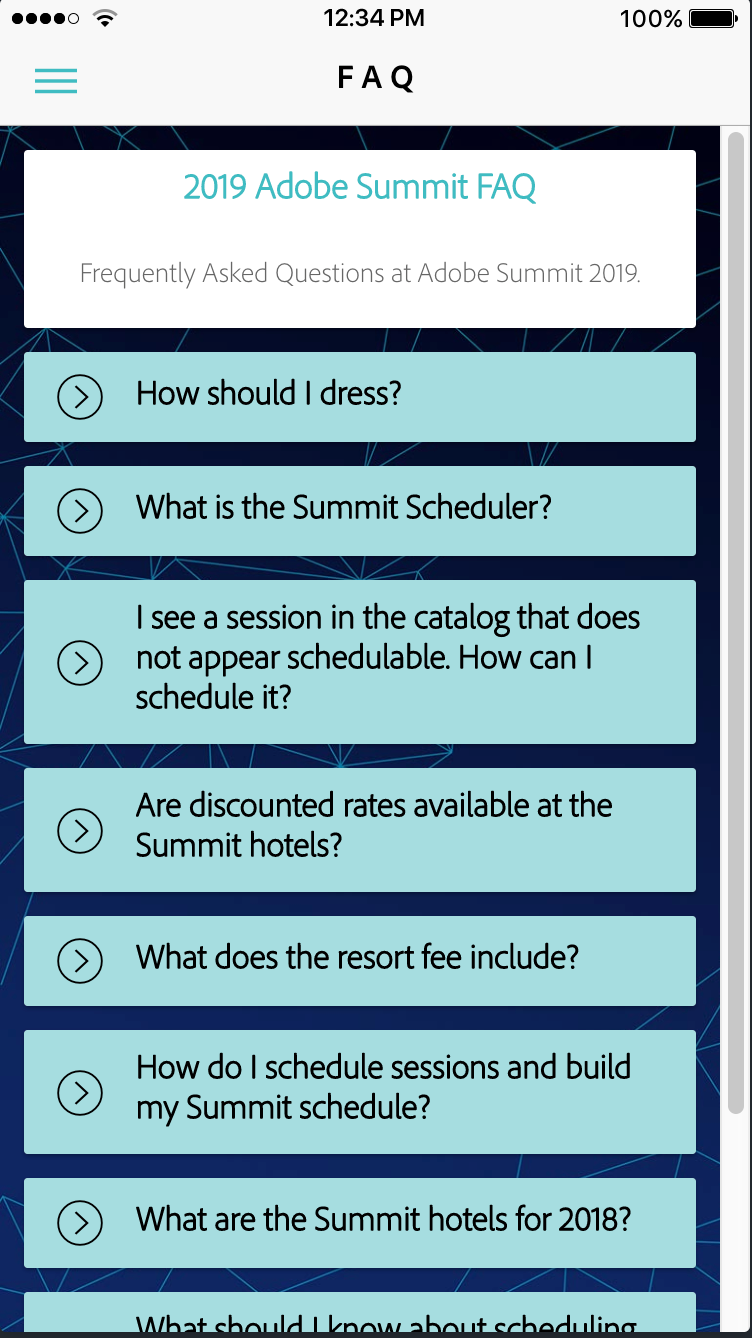 12:34 PM
100%
FAQ
2019 Adobe Summit FAQ
Frequently Asked Questions at Adobe Summit 2019.
How should I dress?
What is the Summit Scheduler?
I see a session in the catalog that does
not appear schedulable. How can I
schedule it?
Are discounted rates available at the
Summit hotels?
What does the resort fee include?
How do I schedule sessions and build
my Summit schedule?
What are the Summit hotels for 2018?
What should I know about scheduling